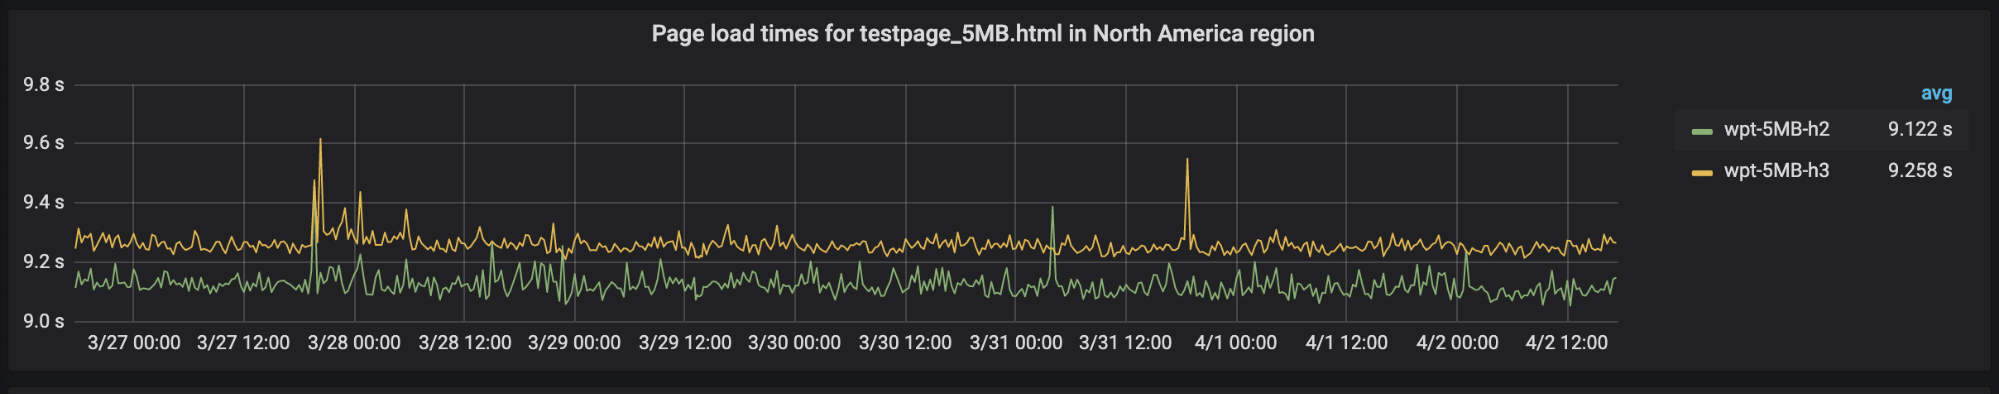 Page load times for testpage_5MB.html in North America region
9.8 s
9.6 s
9.4 s
9.2 s
9.0 s
3/27 00:00 3/27 12:00 3/28 00:00 3/28 12:00 3/29 00:00 3/29 12:00 3/30 00:00 3/30 12:00 3/31 00:00 3/31 12:00 4/1 00:00 4/1 12:00 4/2 00:00 4/2 12:00
avg
wpt-5MB-h2 9.122 s
wpt-5MB-h3 9.258 s